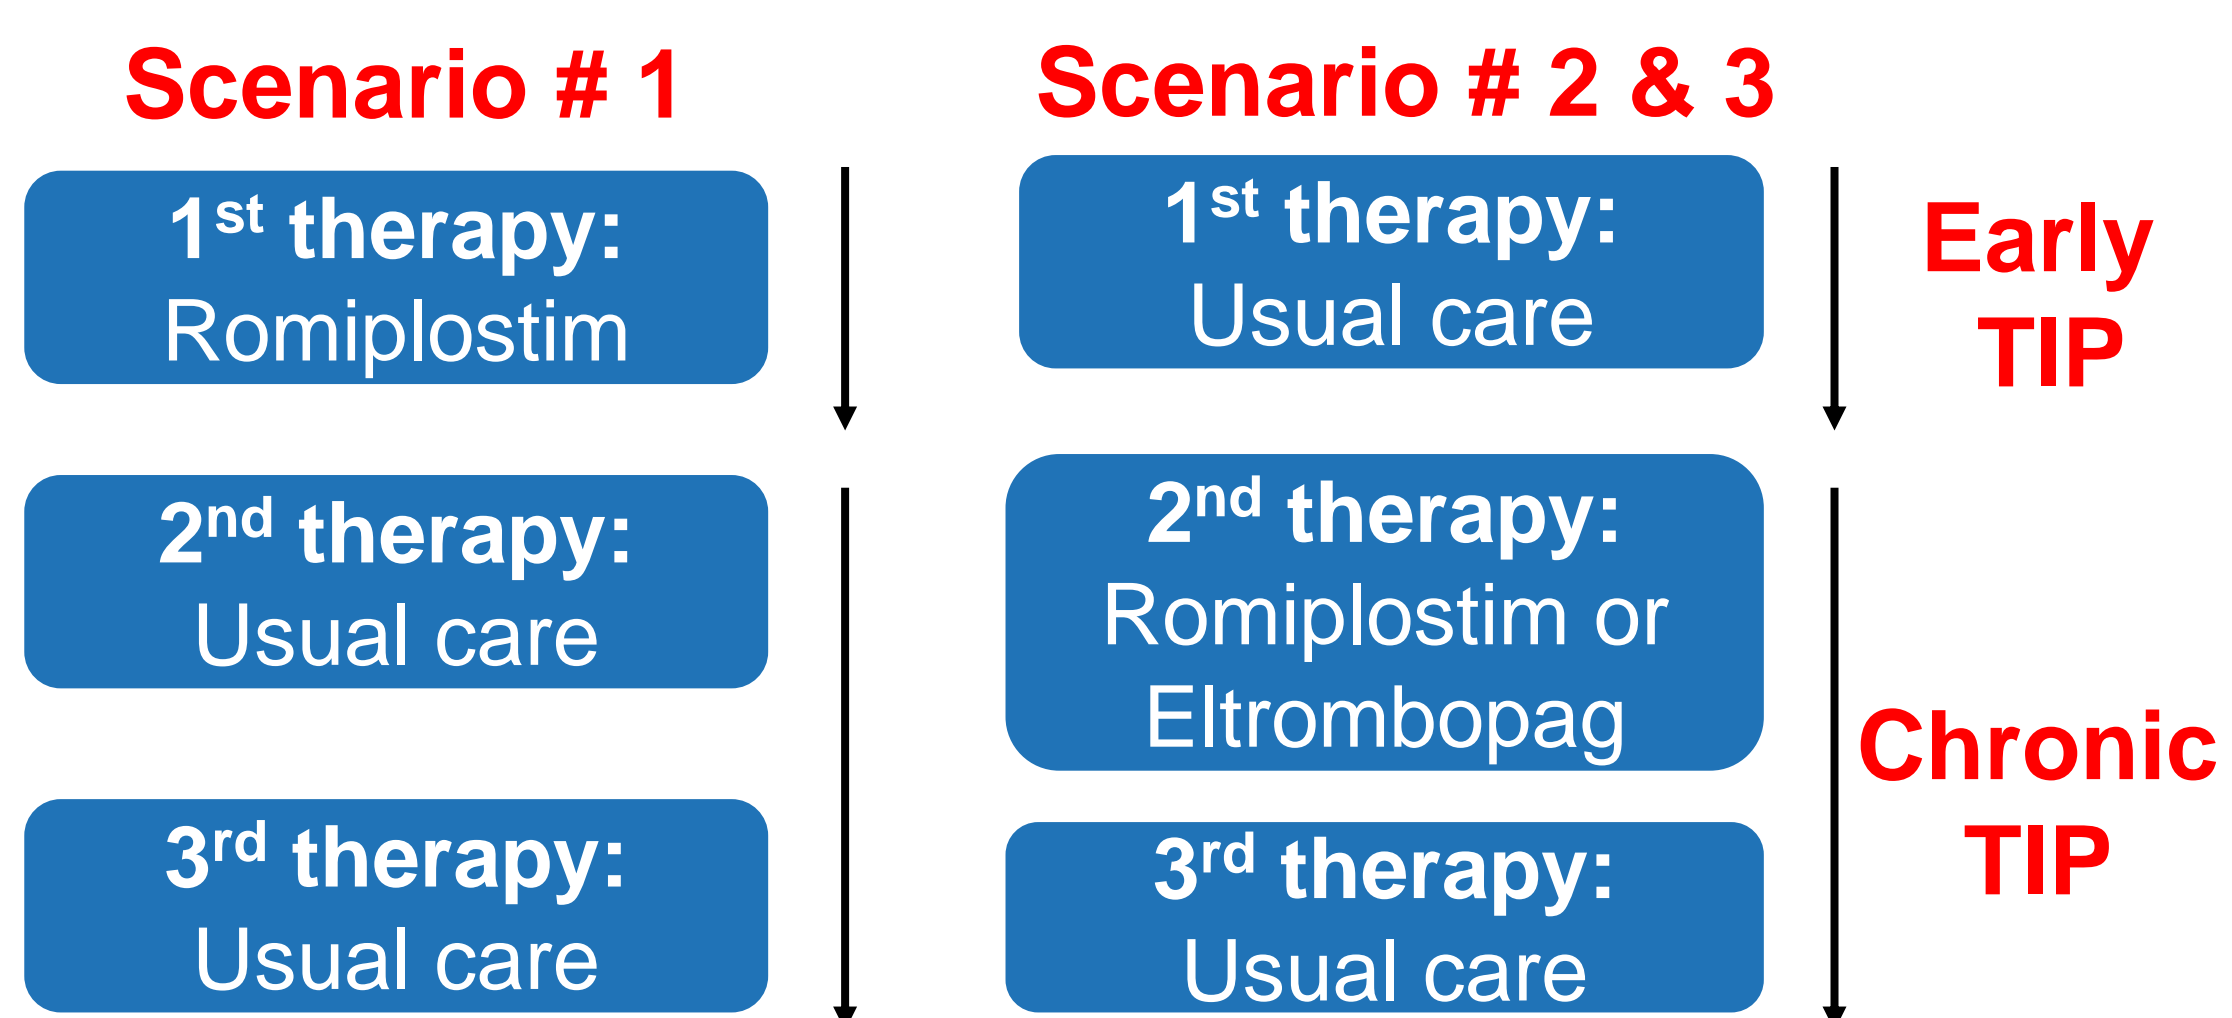 Scenario # 1
1st therapy:
Romiplostim
2nd therapy:
Usual care
3rd therapy:
Usual care
Scenario # 2 & 3
1st therapy:
Usual care
2nd therapy:
Romiplostim or
Eltrombopag
3rd therapy:
Usual care
Early
TIP
Chronic
TIP